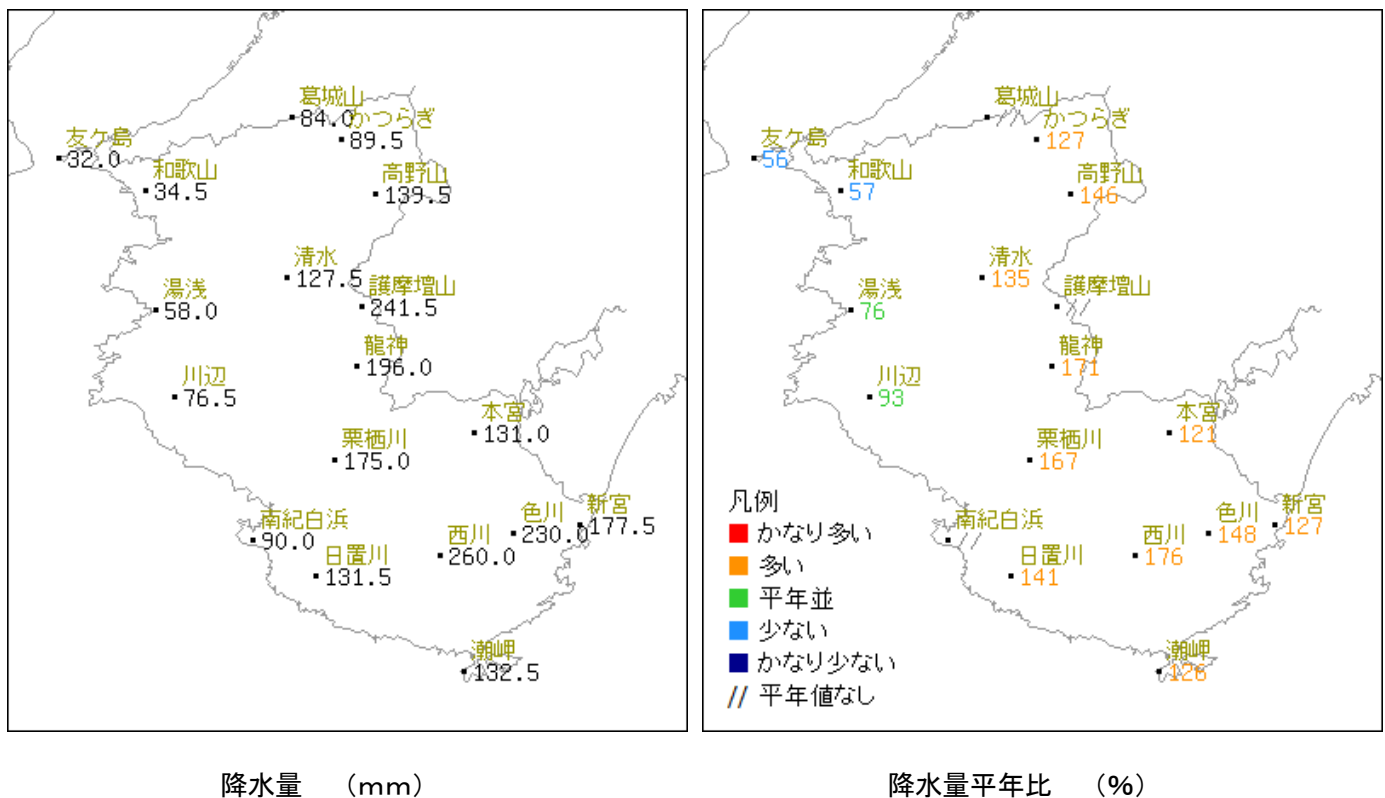 葛城山
84.0
かつらぎ
89.5
友ケ島
32.0
和歌山
34.5
高野山
139.5
清水
127.5
護摩壇山
241.5
湯浅
58.0
龍神
196.0
川辺
76.5
本宮
131.0
栗栖川
175.0
新宮
177.5
色川
230.0
南紀白浜
90.0
西川
260.0
日置川
131.5
潮岬
132.5
降水量 （mm）
葛城山
//
かつらぎ
127
友ケ島
56
和歌山
57
高野山
146
清水
135
護摩壇山
//
湯浅
76
龍神
171
川辺
93
本宮
121
栗栖川
167
新宮
127
色川
148
南紀白浜
//
西川
176
日置川
141
潮岬
126
凡例
かなり多い
多い
平年並
少ない
かなり少ない
// 平年値なし
降水量平年比 （%）